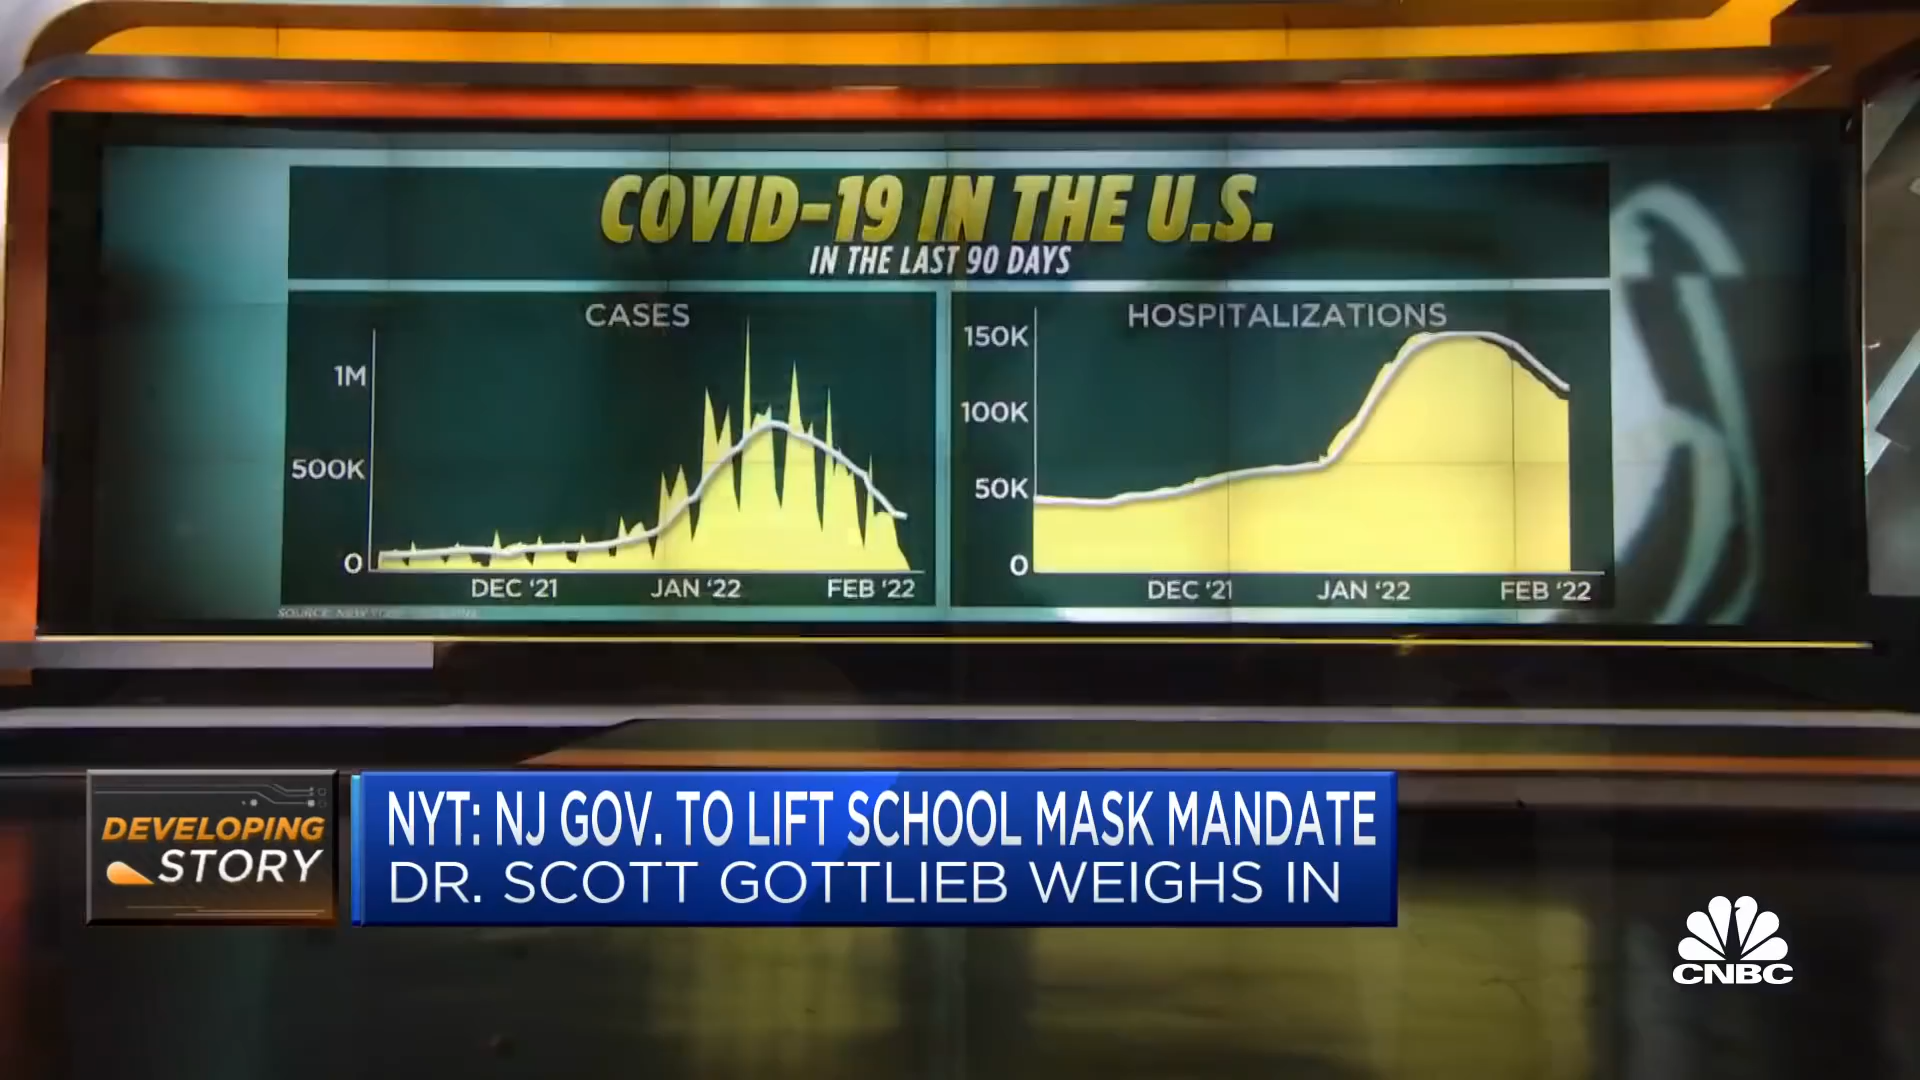 COVID-19 IN THE U.S.
IN THE LAST 90 DAYS
CASES
1M
500K
0
DEC '21
JAN '22
FEB '22
HOSPITALIZATIONS
150K
100K
50K
0
DEC '21
JAN '22
FEB '22
SOURCE: NEW
DEVELOPING
STORY
NYT: NJ GOV. TO LIFT SCHOOL MASK MANDATE
DR. SCOTT GOTTLIEB WEIGHS IN
CNBC